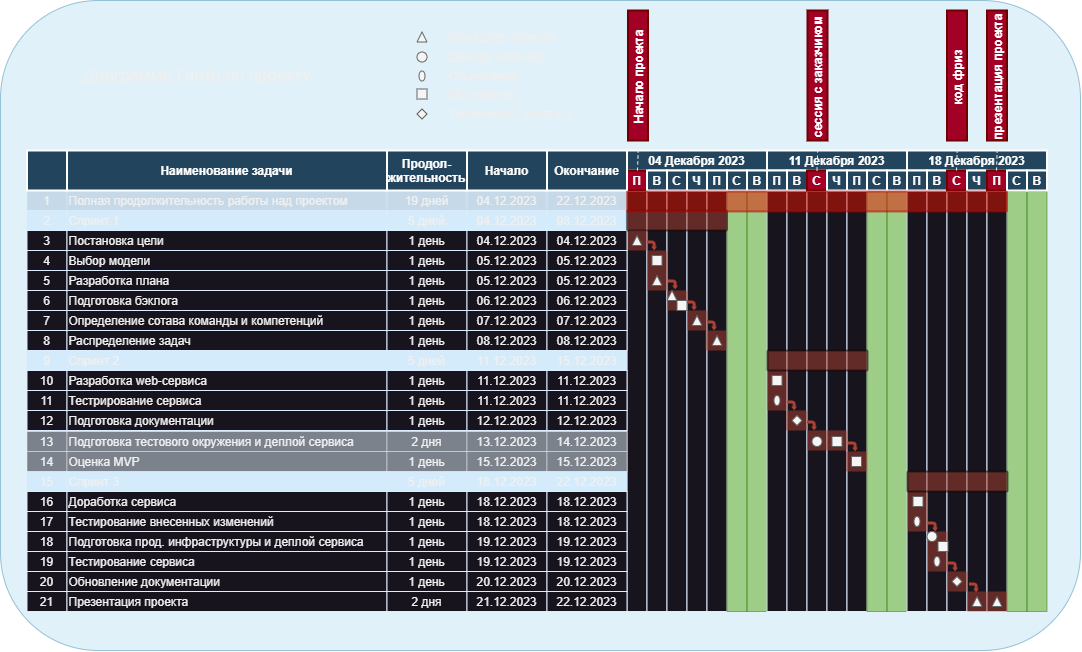 Диаграмма Ганта по проекту
Начало проекта
сессия с заказчиком
код фриз
презентация проекта
Наименование задачи
Продол-
жительность
Начало
Окончание
04 Декабря 2023
11 Декабря 2023
18 Декабря 2023
П В С Ч П С В П В С Ч П С В П В С Ч П С В
1 Полная продолжительность работы над проектом 19 дней 04.12.2023 22.12.2023
2 Спринт 1 5 дней 04.12.2023 08.12.2023
3 Постановка цели 1 день 04.12.2023 04.12.2023
4 Выбор модели 1 день 05.12.2023 05.12.2023
5 Разработка плана 1 день 05.12.2023 05.12.2023
6 Подготовка бэклога 1 день 06.12.2023 06.12.2023
7 Определение сотава команды и компетенций 1 день 07.12.2023 07.12.2023
8 Распределение задач 1 день 08.12.2023 08.12.2023
9 Спринт 2 5 дней 11.12.2023 15.12.2023
10 Разработка web-сервиса 1 день 11.12.2023 11.12.2023
11 Тестрирование сервиса 1 день 11.12.2023 11.12.2023
12 Подготовка документации 1 день 12.12.2023 12.12.2023
13 Подготовка тестового окружения и деплой сервиса 2 дня 13.12.2023 14.12.2023
14 Оценка MVP 1 день 15.12.2023 15.12.2023
15 Спринт 3 5 дней 18.12.2023 22.12.2023
16 Доработка сервиса 1 день 18.12.2023 18.12.2023
17 Тестирование внесенных изменений 1 день 18.12.2023 18.12.2023
18 Подготовка прод. инфраструктуры и деплой сервиса 1 день 19.12.2023 19.12.2023
19 Тестирование сервиса 1 день 19.12.2023 19.12.2023
20 Обновление документации 1 день 20.12.2023 20.12.2023
21 Презентация проекта 2 дня 21.12.2023 22.12.2023